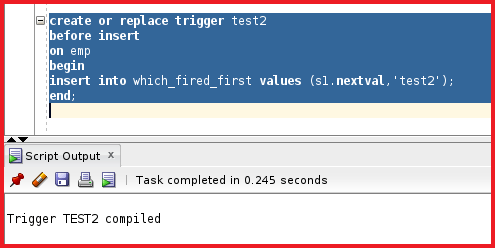 create or replace trigger test2
before insert
on emp
begin
insert into which_fired_first values (s1.nextval,'test2');
end;
Script Output x
Task completed in 0.245 seconds
Trigger TEST2 compiled